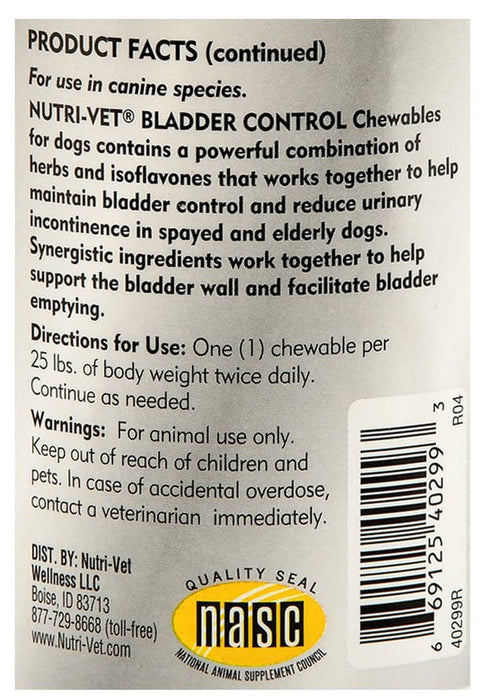 PRODUCT FACTS (continued)
For use in canine species.
NUTRI-VET® BLADDER CONTROL Chewables
for dogs contains a powerful combination of
herbs and isoflavones that works together to help
maintain bladder control and reduce urinary
incontinence in spayed and elderly dogs.
Synergistic ingredients work together to help
support the bladder wall and facilitate bladder
emptying.
Directions for Use: One (1) chewable per
25 lbs. of body weight twice daily.
Continue as needed.
Warnings: For animal use only.
Keep out of reach of children and
pets. In case of accidental overdose,
contact a veterinarian immediately.
DIST. BY: Nutri-Vet
Wellness LLC
Boise, ID 83713
877-729-8668 (toll-free)
www.Nutri-Vet.com
QUALITY SEAL
nasc
NATIONAL ANIMAL SUPPLEMENT COUNCIL
6 69125 40299 3
40299R R04